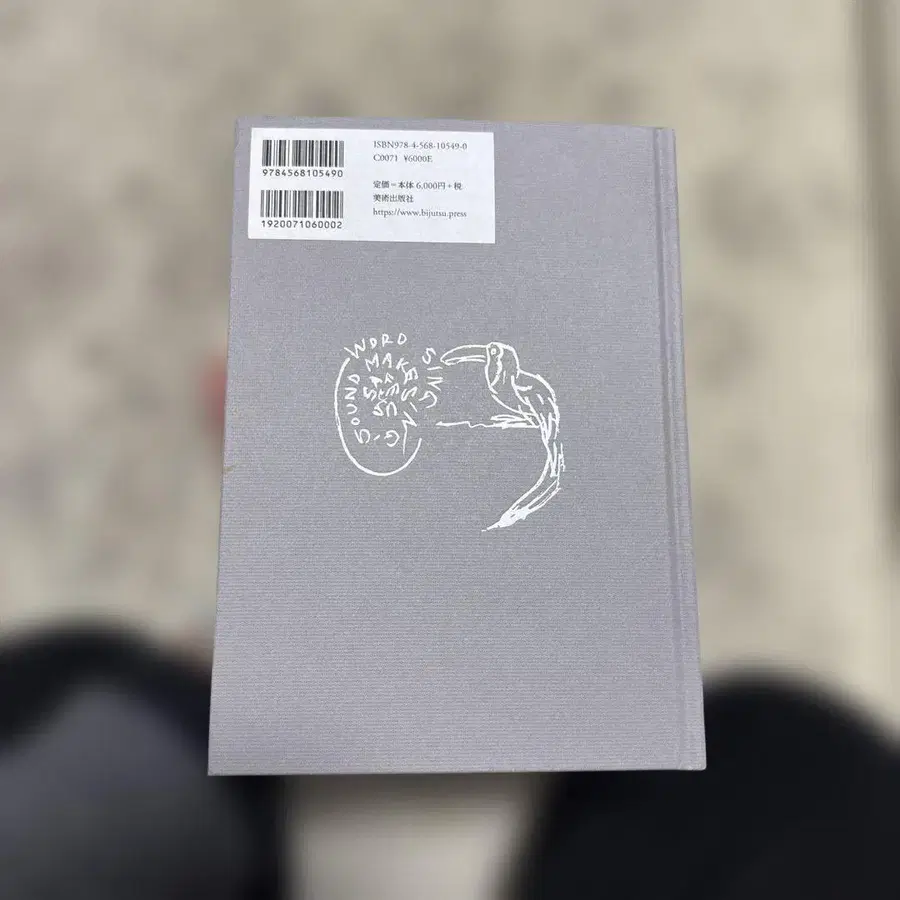 ISBN978-4-568-10549-0
C0071 ¥6000E
9784568105490
定価=本体 6,000円+税
美術出版社
https://www.bijutsu.press
1920071060002
SOUND WORD SING
MAKES